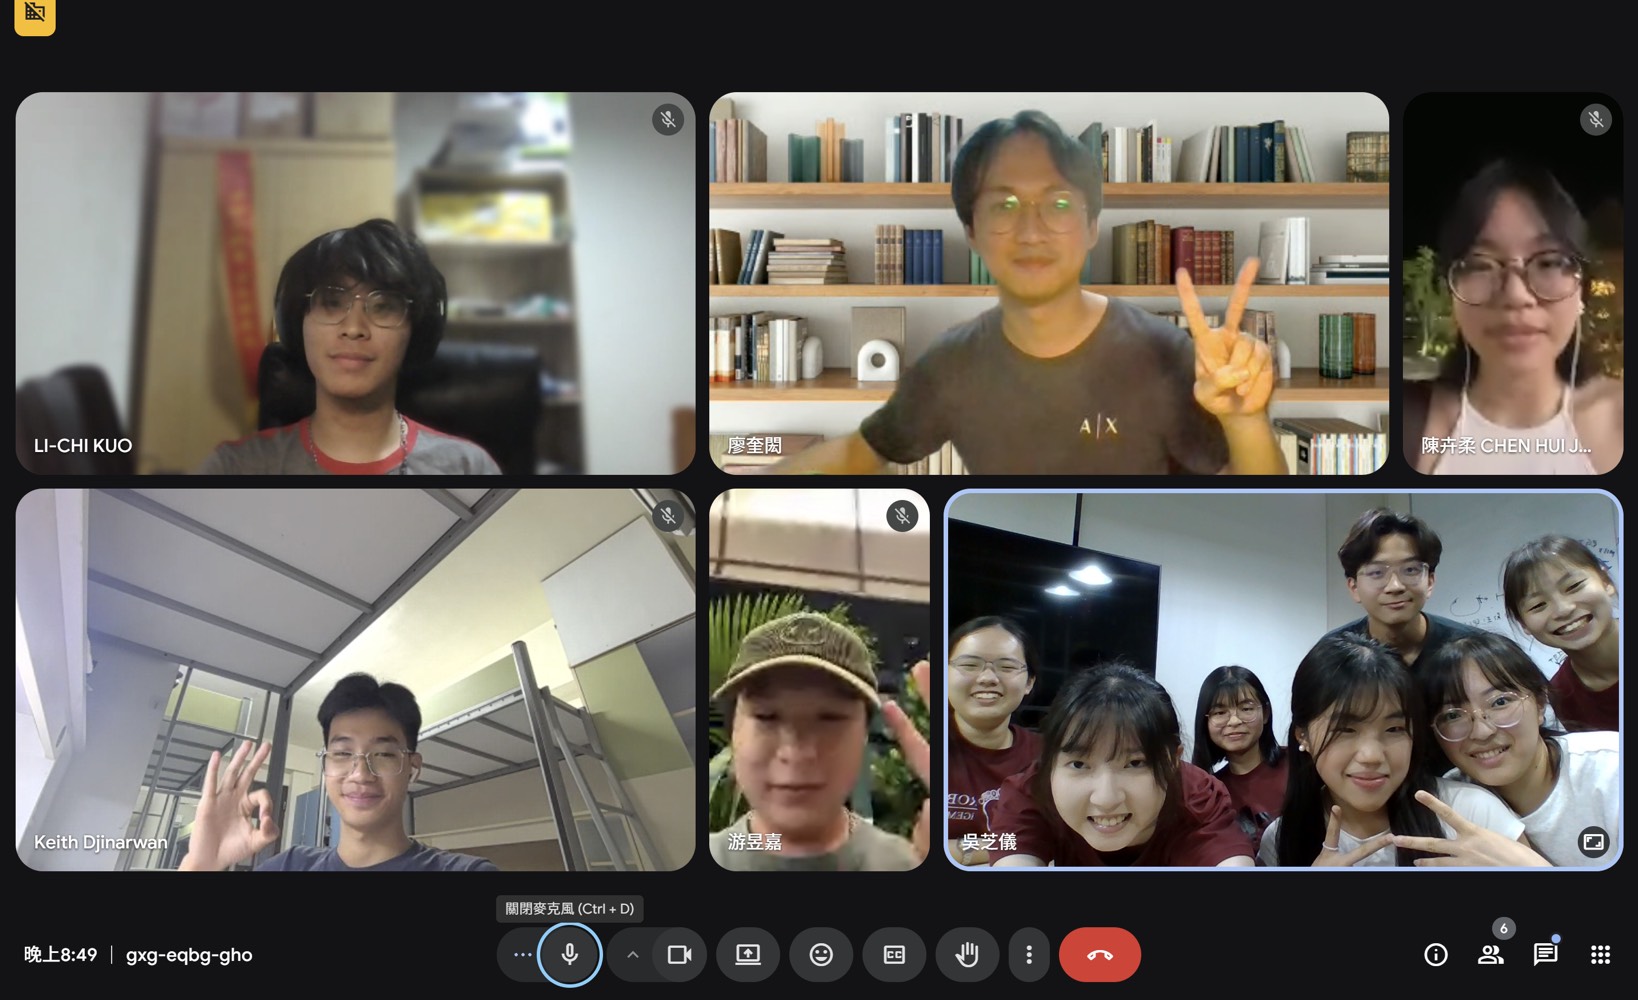 LI-CHI KUO
A|X
廖奎閎
陳卉柔 CHEN HUI J...
Keith Djinarwan
游昱嘉
吳芝儀
關閉麥克風 (Ctrl + D)
晚上8:49 | gxg-eqbg-gho
CC
6